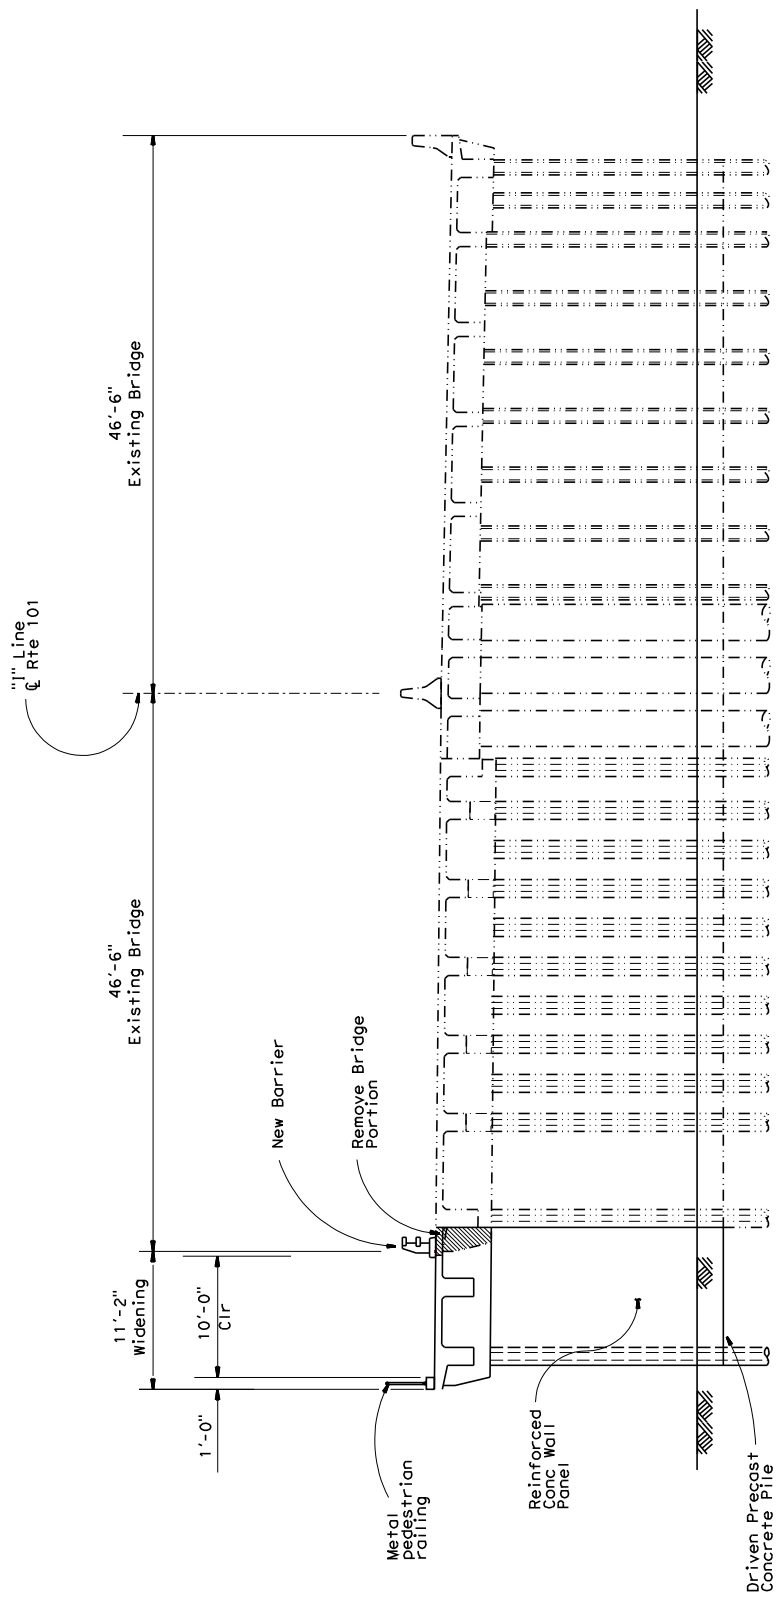 "T" Line
℄ Rte 101
46'-6"
Existing Bridge
46'-6"
Existing Bridge
11'-2"
Widening
10'-0"
Clr
1'-0"
New Barrier
Remove Bridge
Portion
Metal
pedestrian
railing
Reinforced
Conc Wall
Panel
Driven Precast
Concrete Pile